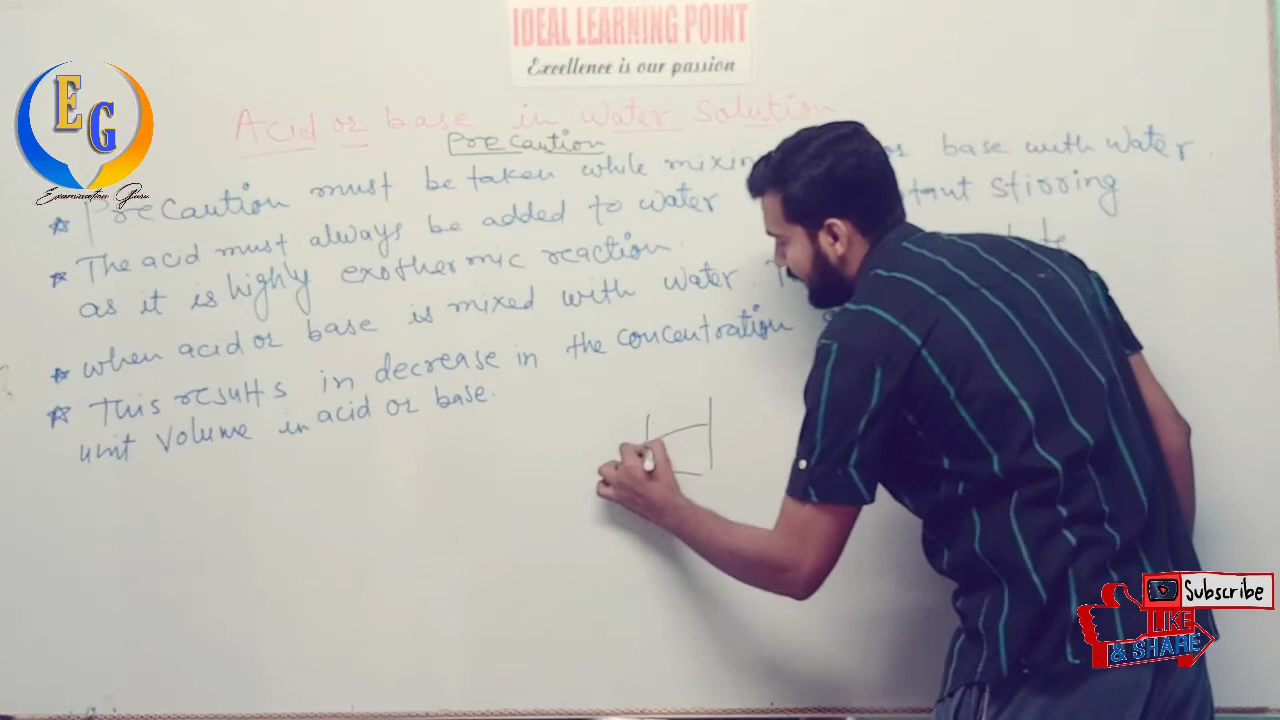 IDEAL LEARNING POINT
Excellence is our passion
EG
Examination Guru
Acid or base in water solution
Precaution
* Precaution must be taken while mixin or base with water.
* The acid must always be added to water stirring
as it is highly exothermic reaction.
* when acid or base is mixed with water.
* This results in decrease in the concentration
unit volume in acid or base.
Subscribe
LIKE
& SHARE